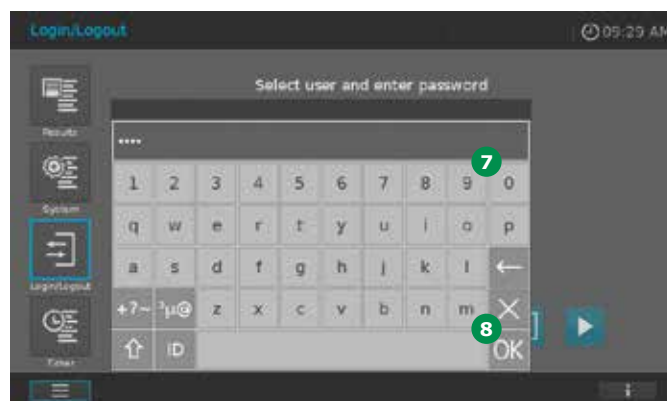 Login/Logout
09:29 AM
Select user and enter password
Results
••••
7
1 2 3 4 5 6 7 8 9 0
System
q w e r t y u i o p
a s d f g h j k l ←
Login/Logout
+?~ ³µ@ z x c v b n m X
8
⇧ iD OK
Timer
i